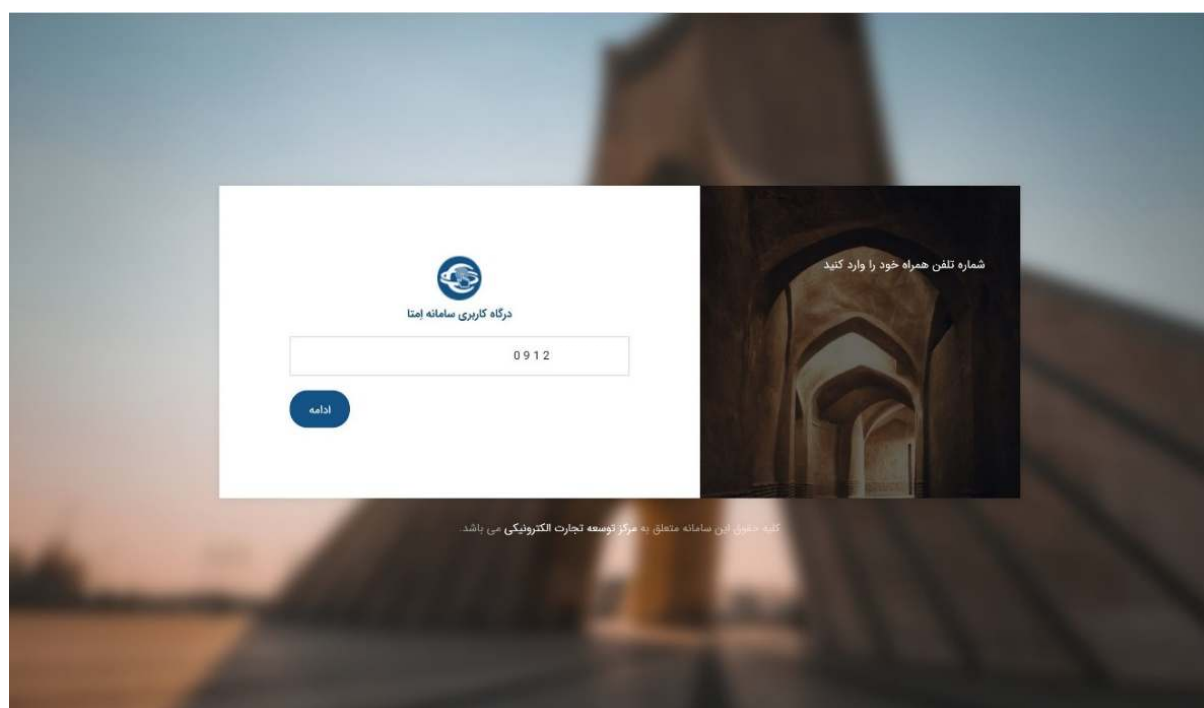 شماره تلفن همراه خود را وارد کنید
درگاه کاربری سامانه اِمتا
0912
ادامه
کلیه حقوق این سامانه متعلق به مرکز توسعه تجارت الکترونیکی می باشد.